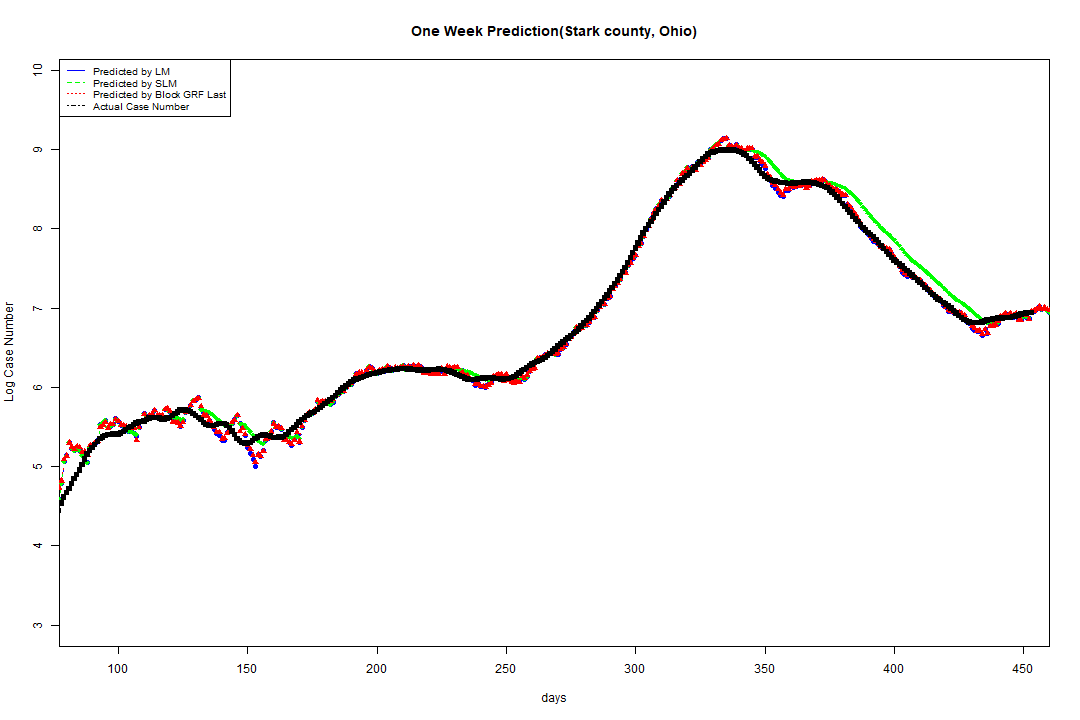 One Week Prediction(Stark county, Ohio)
Predicted by LM
Predicted by SLM
Predicted by Block GRF Last
Actual Case Number
Log Case Number
10
9
8
7
6
5
4
3
100 150 200 250 300 350 400 450
days